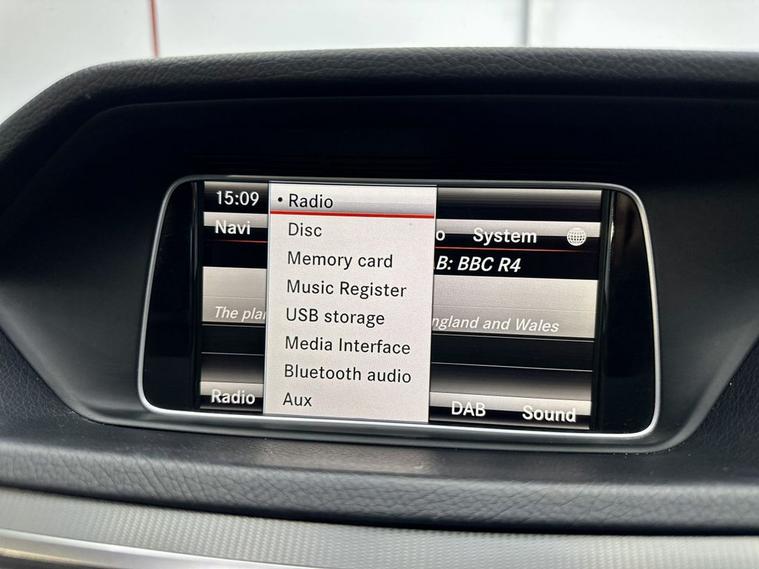 15:09
• Radio
Navi
Disc
o
System
Memory card
B: BBC R4
Music Register
USB storage
The pla
ngland and Wales
Media Interface
Bluetooth audio
Radio
Aux
DAB
Sound